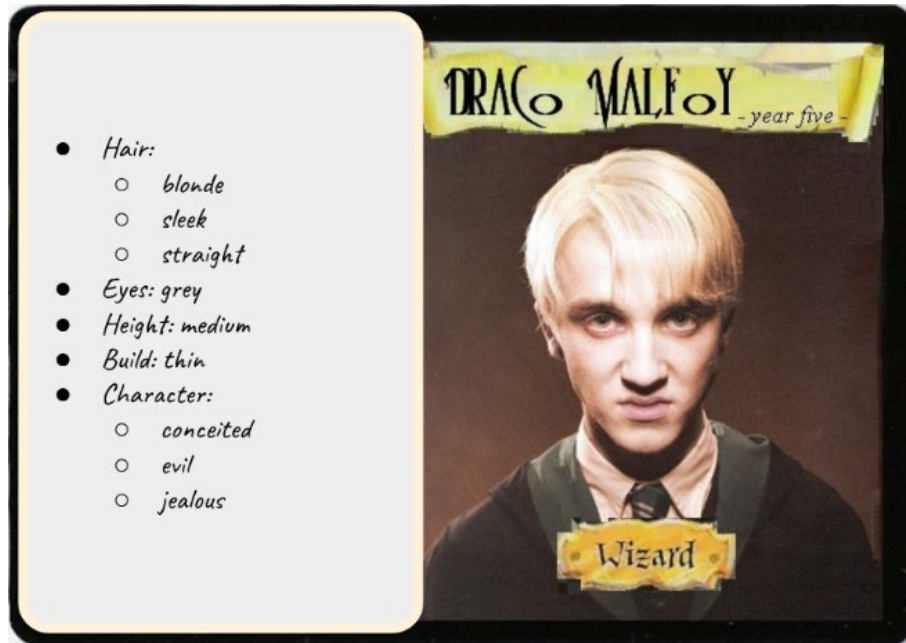 DRACO MALFOY - year five -
● Hair:
○ blonde
○ sleek
○ straight
● Eyes: grey
● Height: medium
● Build: thin
● Character:
○ conceited
○ evil
○ jealous
Wizard